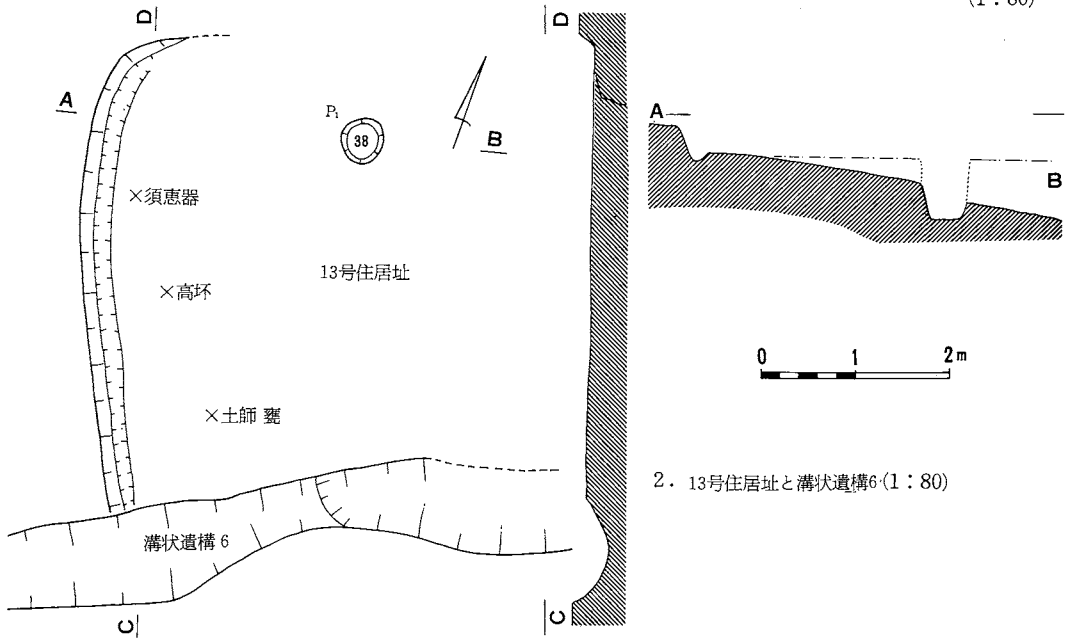 (1：80)
D
D
A
P₁
38
B
A
B
×須恵器
13号住居址
×高坏
0 1 2m
×土師 甕
2. 13号住居址と溝状遺構6 (1：80)
溝状遺構 6
C
C